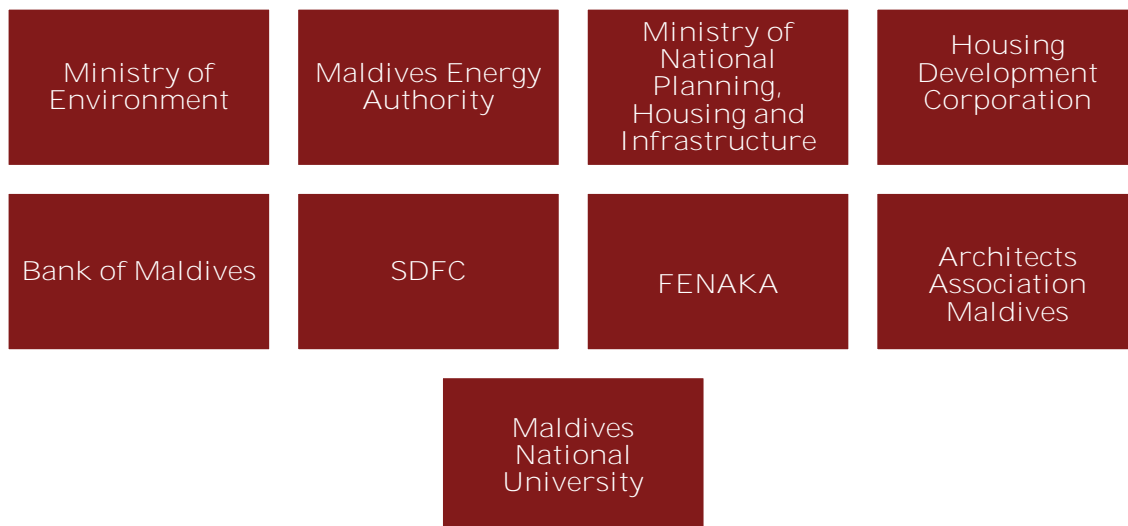 Ministry of
Environment
Maldives Energy
Authority
Ministry of
National
Planning,
Housing and
Infrastructure
Housing
Development
Corporation
Bank of Maldives
SDFC
FENAKA
Architects
Association
Maldives
Maldives
National
University